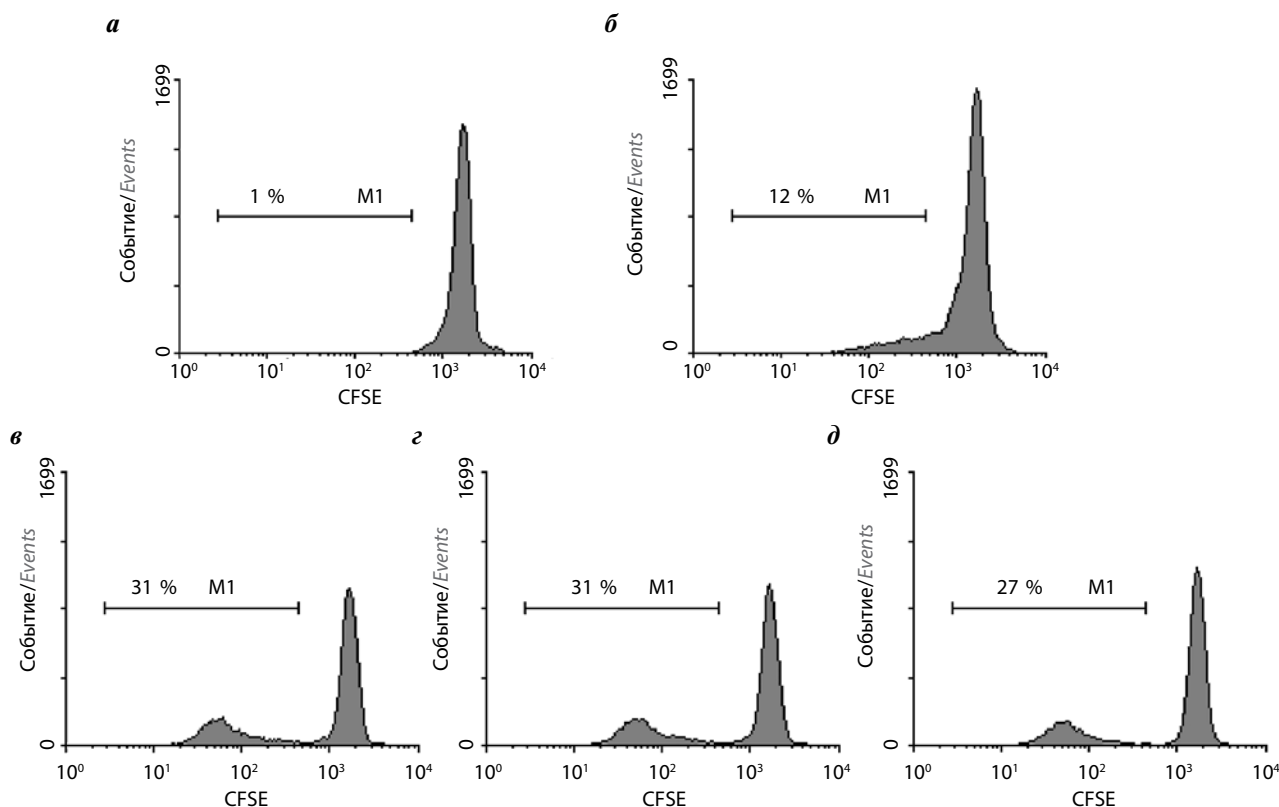 а
1699
Событие/Events
0
1 % M1
10⁰ 10¹ 10² 10³ 10⁴
CFSE
б
1699
Событие/Events
0
12 % M1
10⁰ 10¹ 10² 10³ 10⁴
CFSE
в
1699
Событие/Events
0
31 % M1
10⁰ 10¹ 10² 10³ 10⁴
CFSE
г
1699
Событие/Events
0
31 % M1
10⁰ 10¹ 10² 10³ 10⁴
CFSE
д
1699
Событие/Events
0
27 % M1
10⁰ 10¹ 10² 10³ 10⁴
CFSE